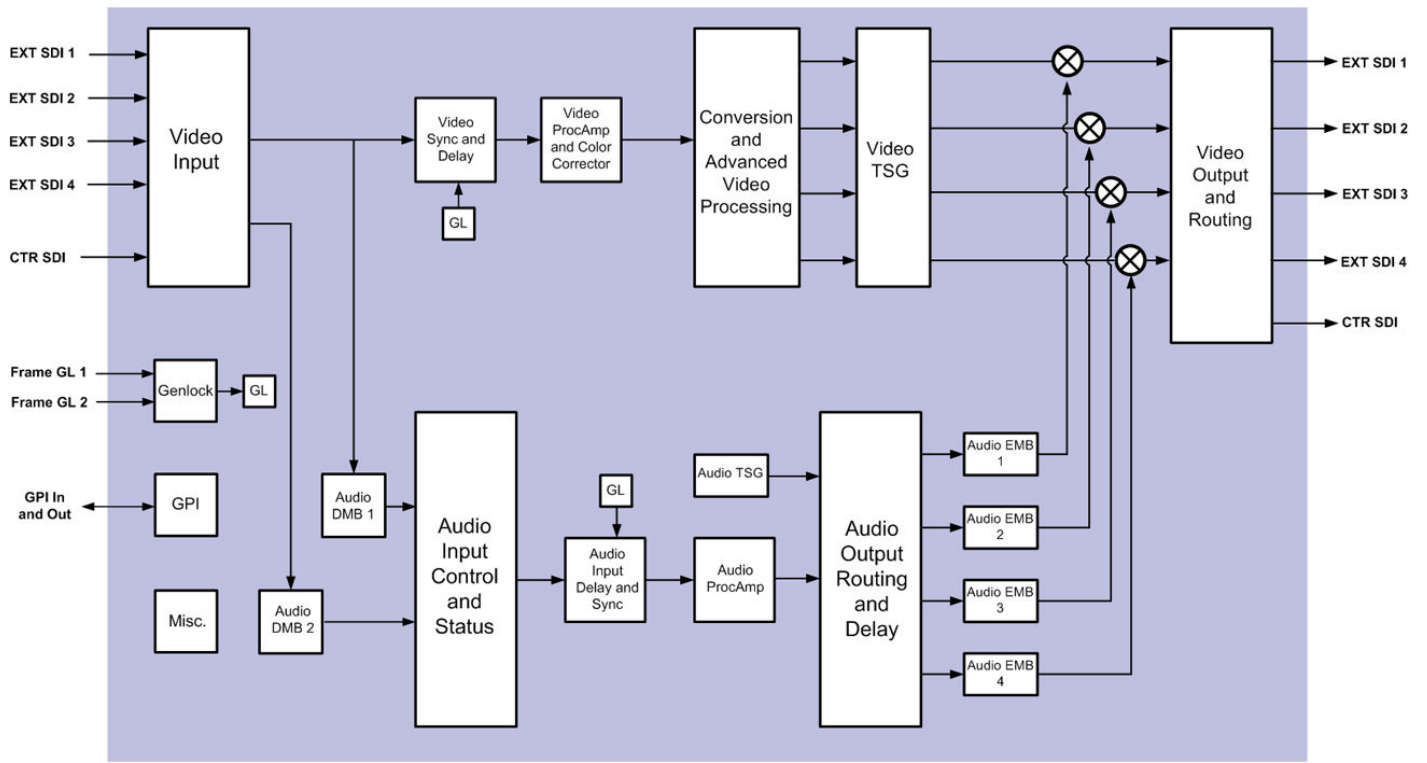 EXT SDI 1
EXT SDI 2
EXT SDI 3
EXT SDI 4
CTR SDI
Video
Input
Video
Sync and
Delay
GL
Video
ProcAmp
and Color
Corrector
Conversion
and
Advanced
Video
Processing
Video
TSG
Video
Output
and
Routing
EXT SDI 1
EXT SDI 2
EXT SDI 3
EXT SDI 4
CTR SDI
Frame GL 1
Frame GL 2
Genlock
GL
GPI In
and Out
GPI
Misc.
Audio
DMB 1
Audio
DMB 2
Audio
Input
Control
and
Status
GL
Audio
Input
Delay and
Sync
Audio TSG
Audio
ProcAmp
Audio
Output
Routing
and
Delay
Audio EMB
1
Audio EMB
2
Audio EMB
3
Audio EMB
4